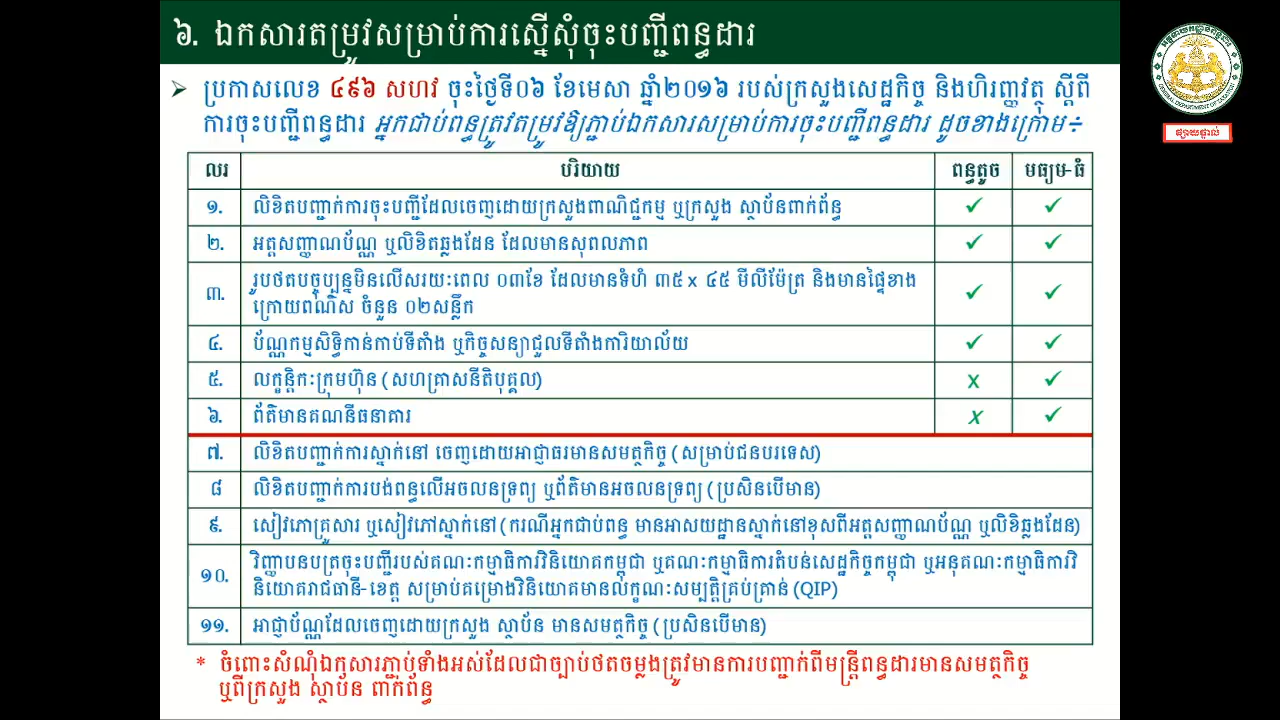 ៦. ឯកសារតម្រូវសម្រាប់ការស្នើសុំចុះបញ្ជីពន្ធដារ
➢ ប្រកាសលេខ ៤៩៦ សហវ ចុះថ្ងៃទី០៦ ខែមេសា ឆ្នាំ២០១៦ របស់ក្រសួងសេដ្ឋកិច្ច និងហិរញ្ញវត្ថុ ស្តីពី
ការចុះបញ្ជីពន្ធដារ អ្នកជាប់ពន្ធត្រូវតម្រូវឱ្យភ្ជាប់ឯកសារសម្រាប់ការចុះបញ្ជីពន្ធដារ ដូចខាងក្រោម÷
លរ បរិយាយ ពន្ធតូច មធ្យម-ធំ
១. លិខិតបញ្ជាក់ការចុះបញ្ជីដែលចេញដោយក្រសួងពាណិជ្ជកម្ម ឬក្រសួង ស្ថាប័នពាក់ព័ន្ធ ✓ ✓
២. អត្តសញ្ញាណប័ណ្ណ ឬលិខិតឆ្លងដែន ដែលមានសុពលភាព ✓ ✓
៣. រូបថតបច្ចុប្បន្នមិនលើសរយៈពេល ០៣ខែ ដែលមានទំហំ ៣៥x ៤៥ មីលីម៉ែត្រ និងមានផ្ទៃខាង
ក្រោយពណ៌ស ចំនួន ០២សន្លឹក ✓ ✓
៤. ប័ណ្ណកម្មសិទ្ធិកាន់កាប់ទីតាំង ឬកិច្ចសន្យាជួលទីតាំងការិយាល័យ ✓ ✓
៥. លក្ខន្តិកៈក្រុមហ៊ុន (សហគ្រាសនីតិបុគ្គល) x ✓
៦. ព័ត៌មានគណនីធនាគារ x ✓
៧. លិខិតបញ្ជាក់ការស្នាក់នៅ ចេញដោយអាជ្ញាធរមានសមត្ថកិច្ច (សម្រាប់ជនបរទេស)
៨ លិខិតបញ្ជាក់ការបង់ពន្ធលើអចលនទ្រព្យ ឬព័ត៌មានអចលនទ្រព្យ (ប្រសិនបើមាន)
៩. សៀវភៅគ្រួសារ ឬសៀវភៅស្នាក់នៅ (ករណីអ្នកជាប់ពន្ធ មានអាសយដ្ឋានស្នាក់នៅខុសពីអត្តសញ្ញាណប័ណ្ណ ឬលិខិឆ្លងដែន)
១០. វិញ្ញាបនបត្រចុះបញ្ជីរបស់គណៈកម្មាធិការវិនិយោគកម្ពុជា ឬគណៈកម្មាធិការតំបន់សេដ្ឋកិច្ចកម្ពុជា ឬអនុគណៈកម្មាធិការវិ
និយោគរាជធានី-ខេត្ត សម្រាប់គម្រោងវិនិយោគមានលក្ខណៈសម្បត្តិគ្រប់គ្រាន់ (QIP)
១១. អាជ្ញាប័ណ្ណដែលចេញដោយក្រសួង ស្ថាប័ន មានសមត្ថកិច្ច (ប្រសិនបើមាន)
* ចំពោះសំណុំឯកសារភ្ជាប់ទាំងអស់ដែលជាច្បាប់ថតចម្លងត្រូវមានការបញ្ជាក់ពីមន្ត្រីពន្ធដារមានសមត្ថកិច្ច
ឬពីក្រសួង ស្ថាប័ន ពាក់ព័ន្ធ
អគ្គនាយកដ្ឋានពន្ធដារ
GENERAL DEPARTMENT OF TAXATION
ផ្សាយផ្ទាល់